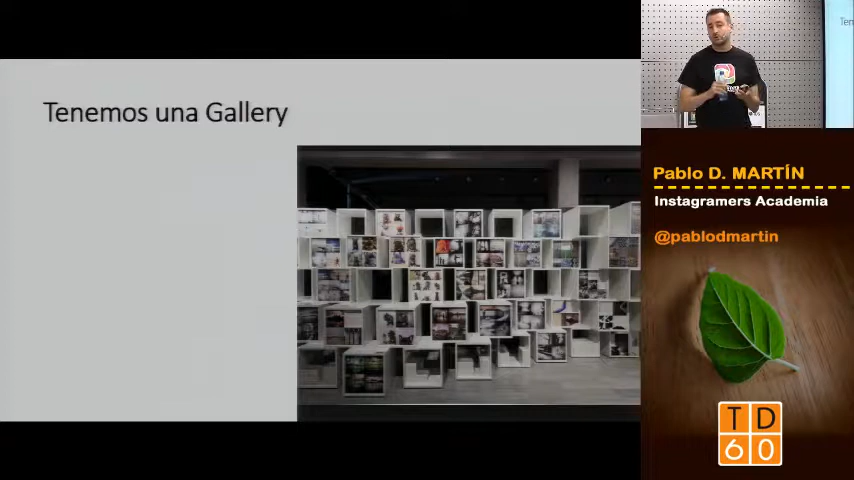 Tenemos una Gallery
Pablo D. MARTÍN
Instagramers Academia
@pablodmartin
TD
60